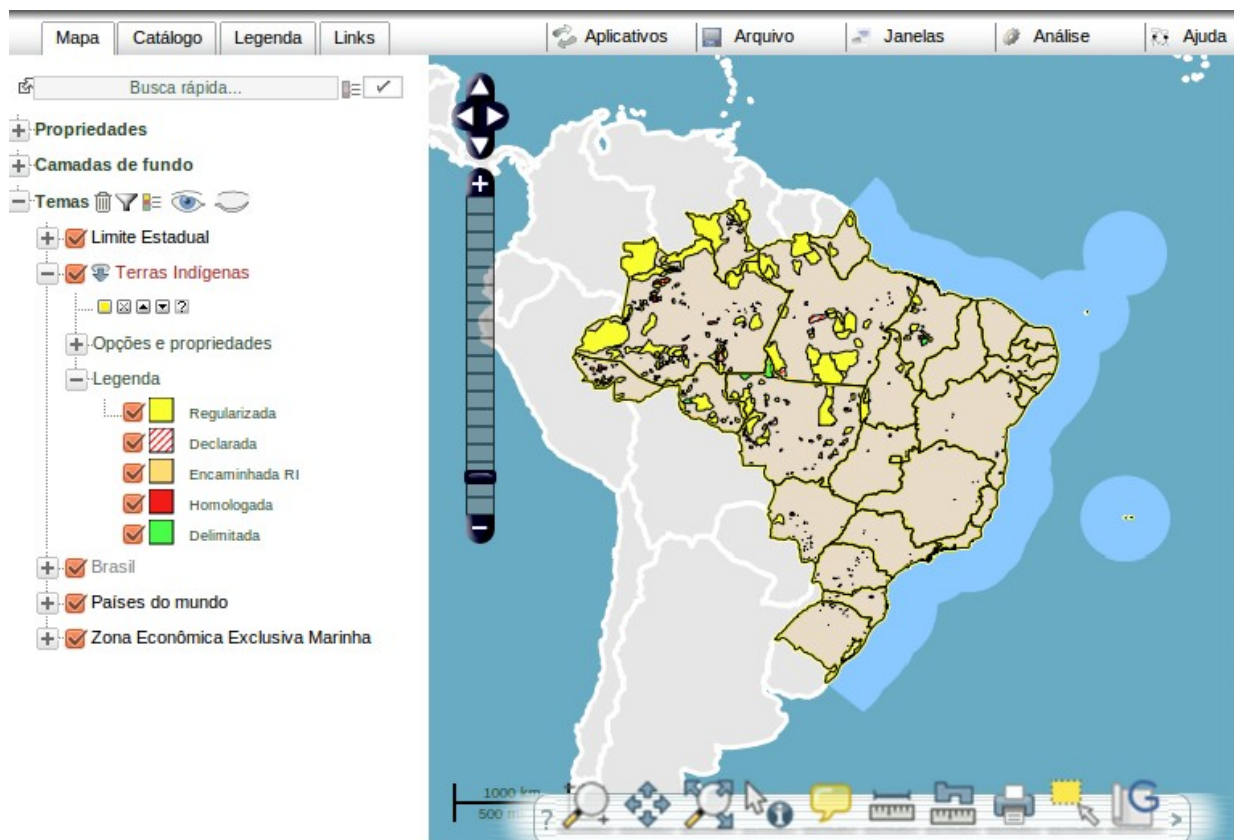 Mapa
Catálogo
Legenda
Links
Aplicativos
Arquivo
Janelas
Análise
Ajuda
Busca rápida...
Propriedades
Camadas de fundo
Temas
Limite Estadual
Terras Indígenas
?
Opções e propriedades
Legenda
Regularizada
Declarada
Encaminhada RI
Homologada
Delimitada
Brasil
Países do mundo
Zona Econômica Exclusiva Marinha
1000 km
500
? G >